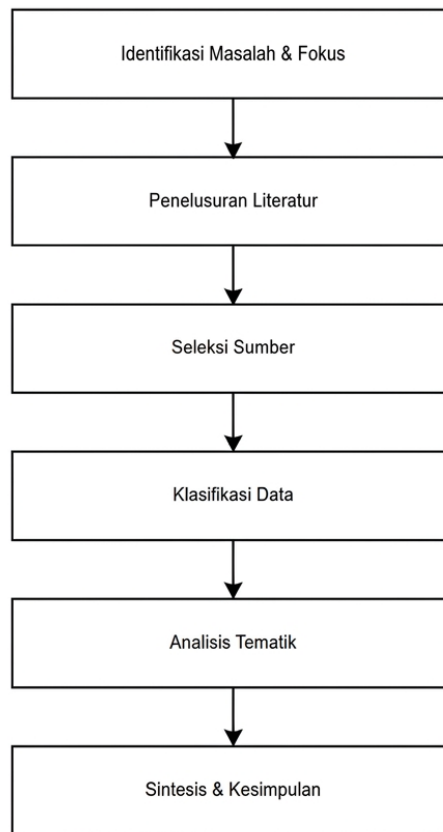 Identifikasi Masalah & Fokus
Penelusuran Literatur
Seleksi Sumber
Klasifikasi Data
Analisis Tematik
Sintesis & Kesimpulan